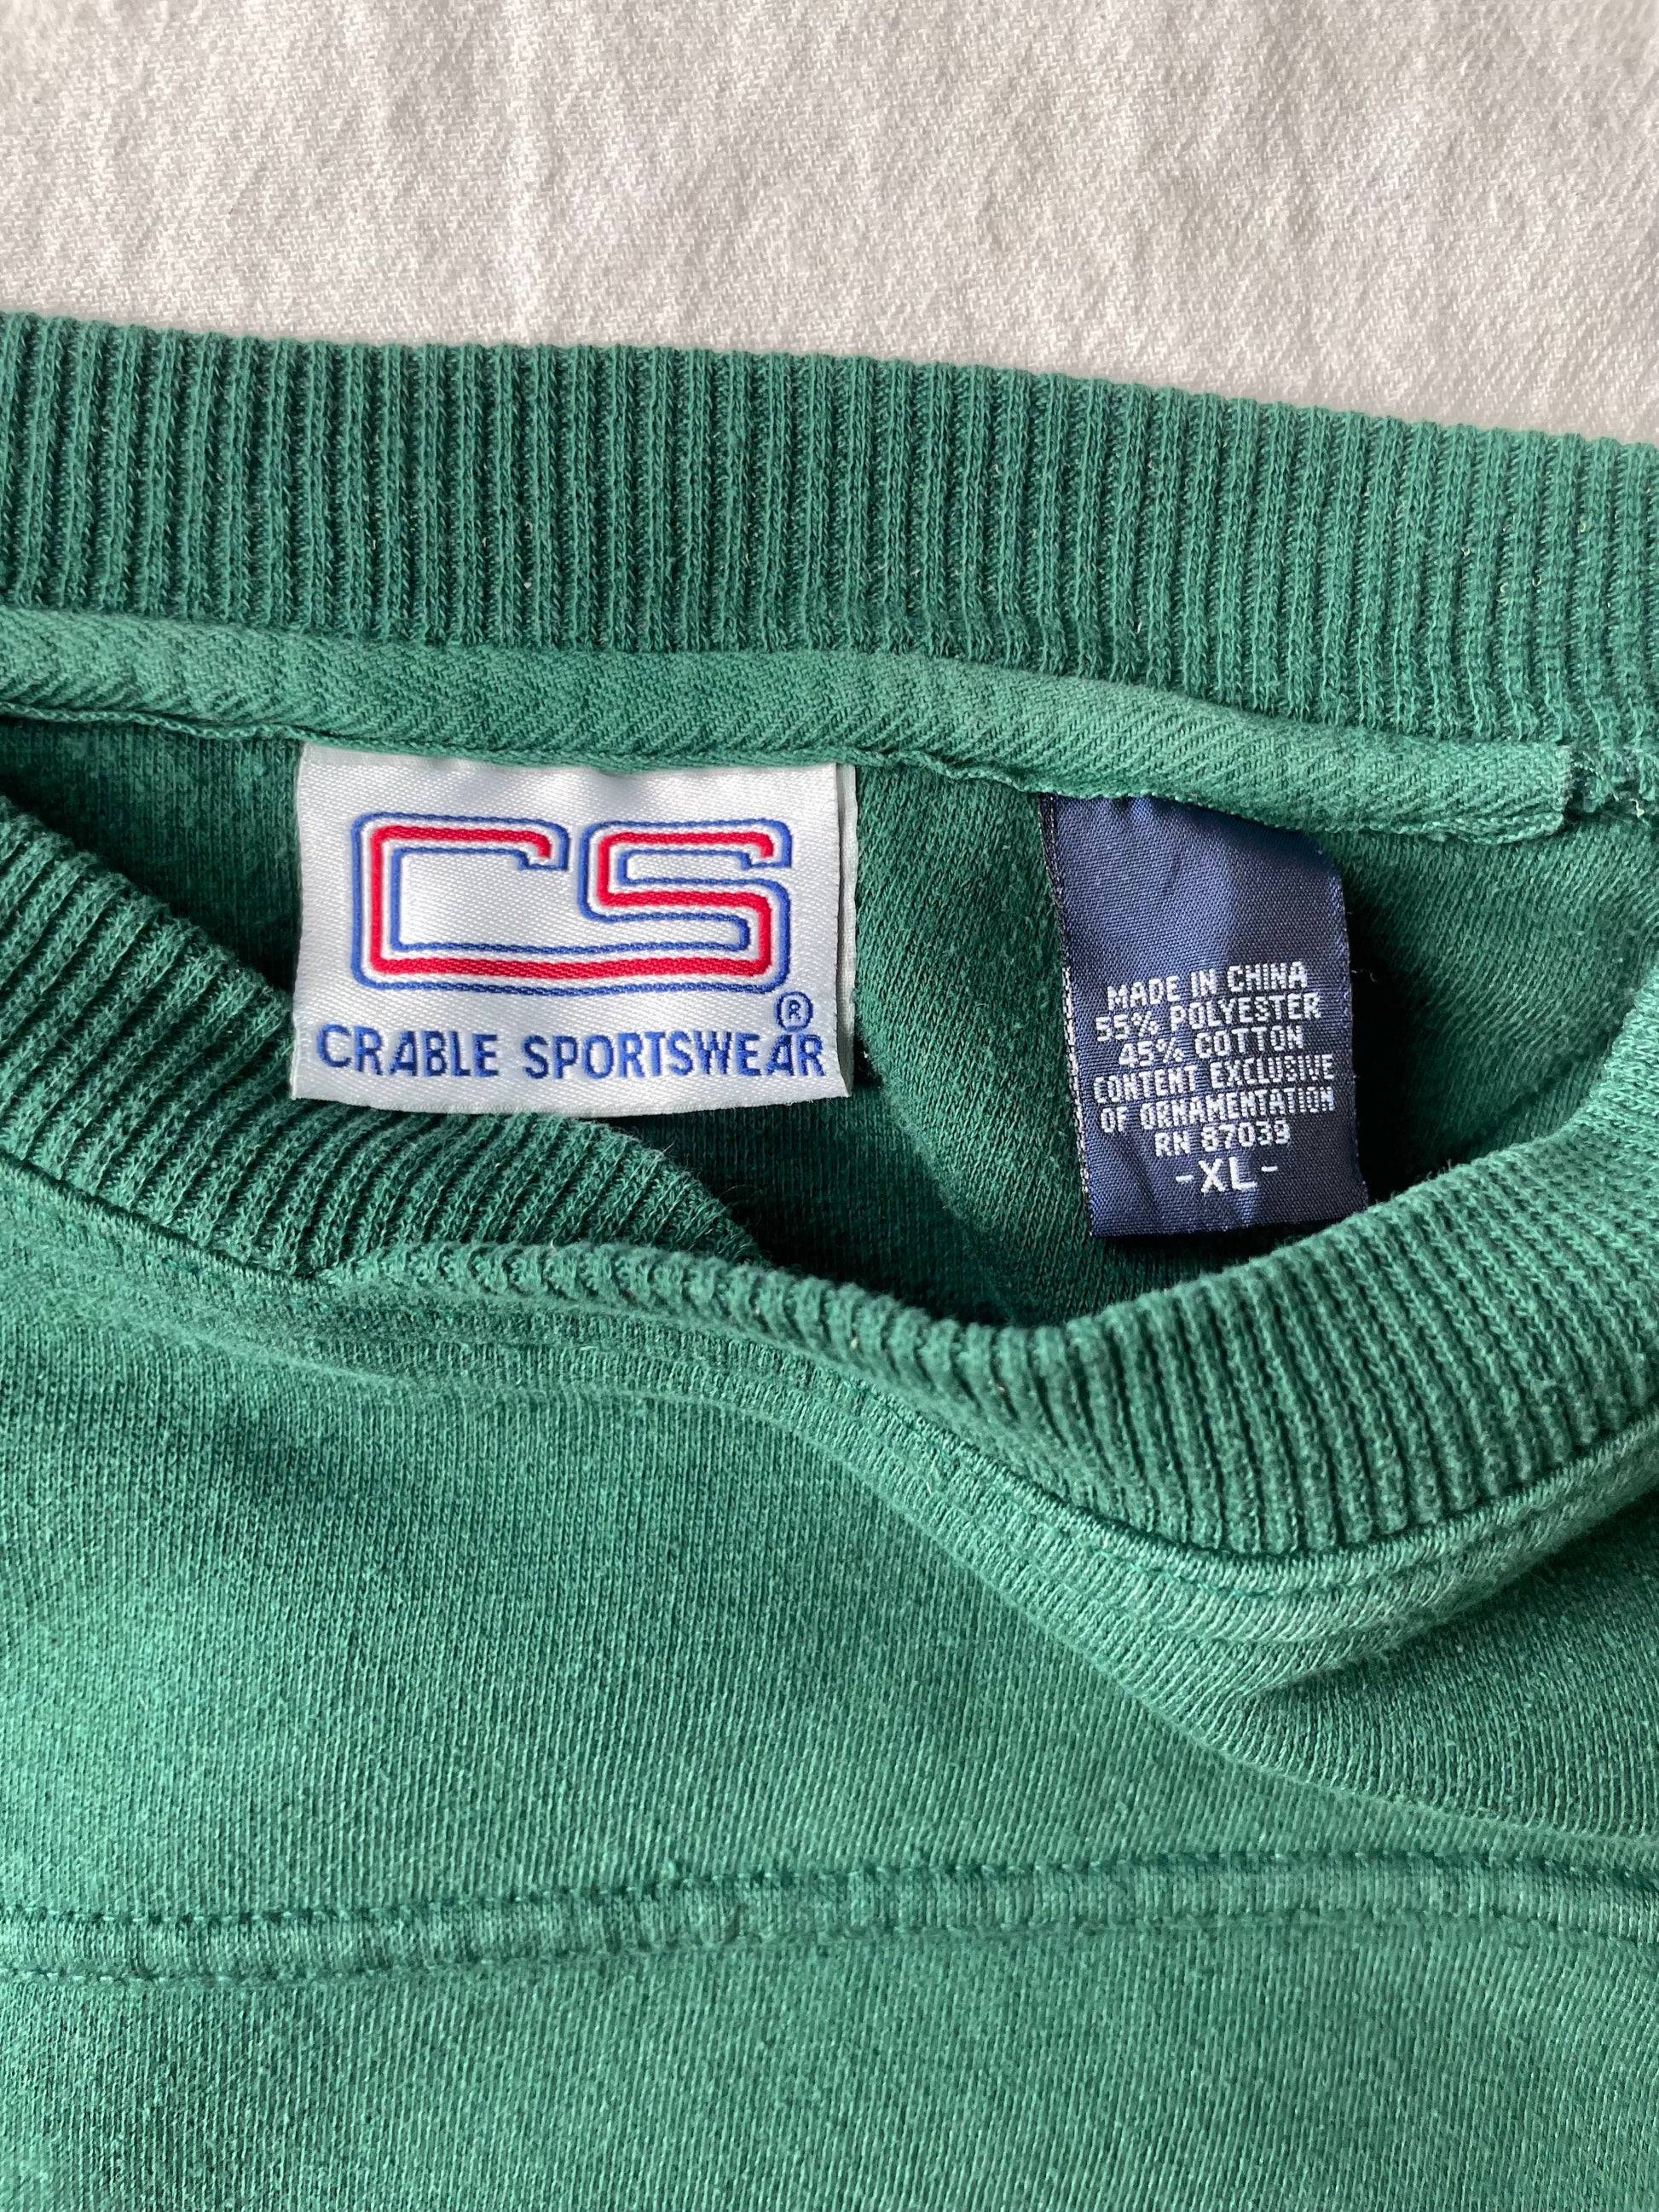 CS
®
CRABLE SPORTSWEAR
MADE IN CHINA
55% POLYESTER
45% COTTON
CONTENT EXCLUSIVE
OF ORNAMENTATION
RN 87039
-XL-